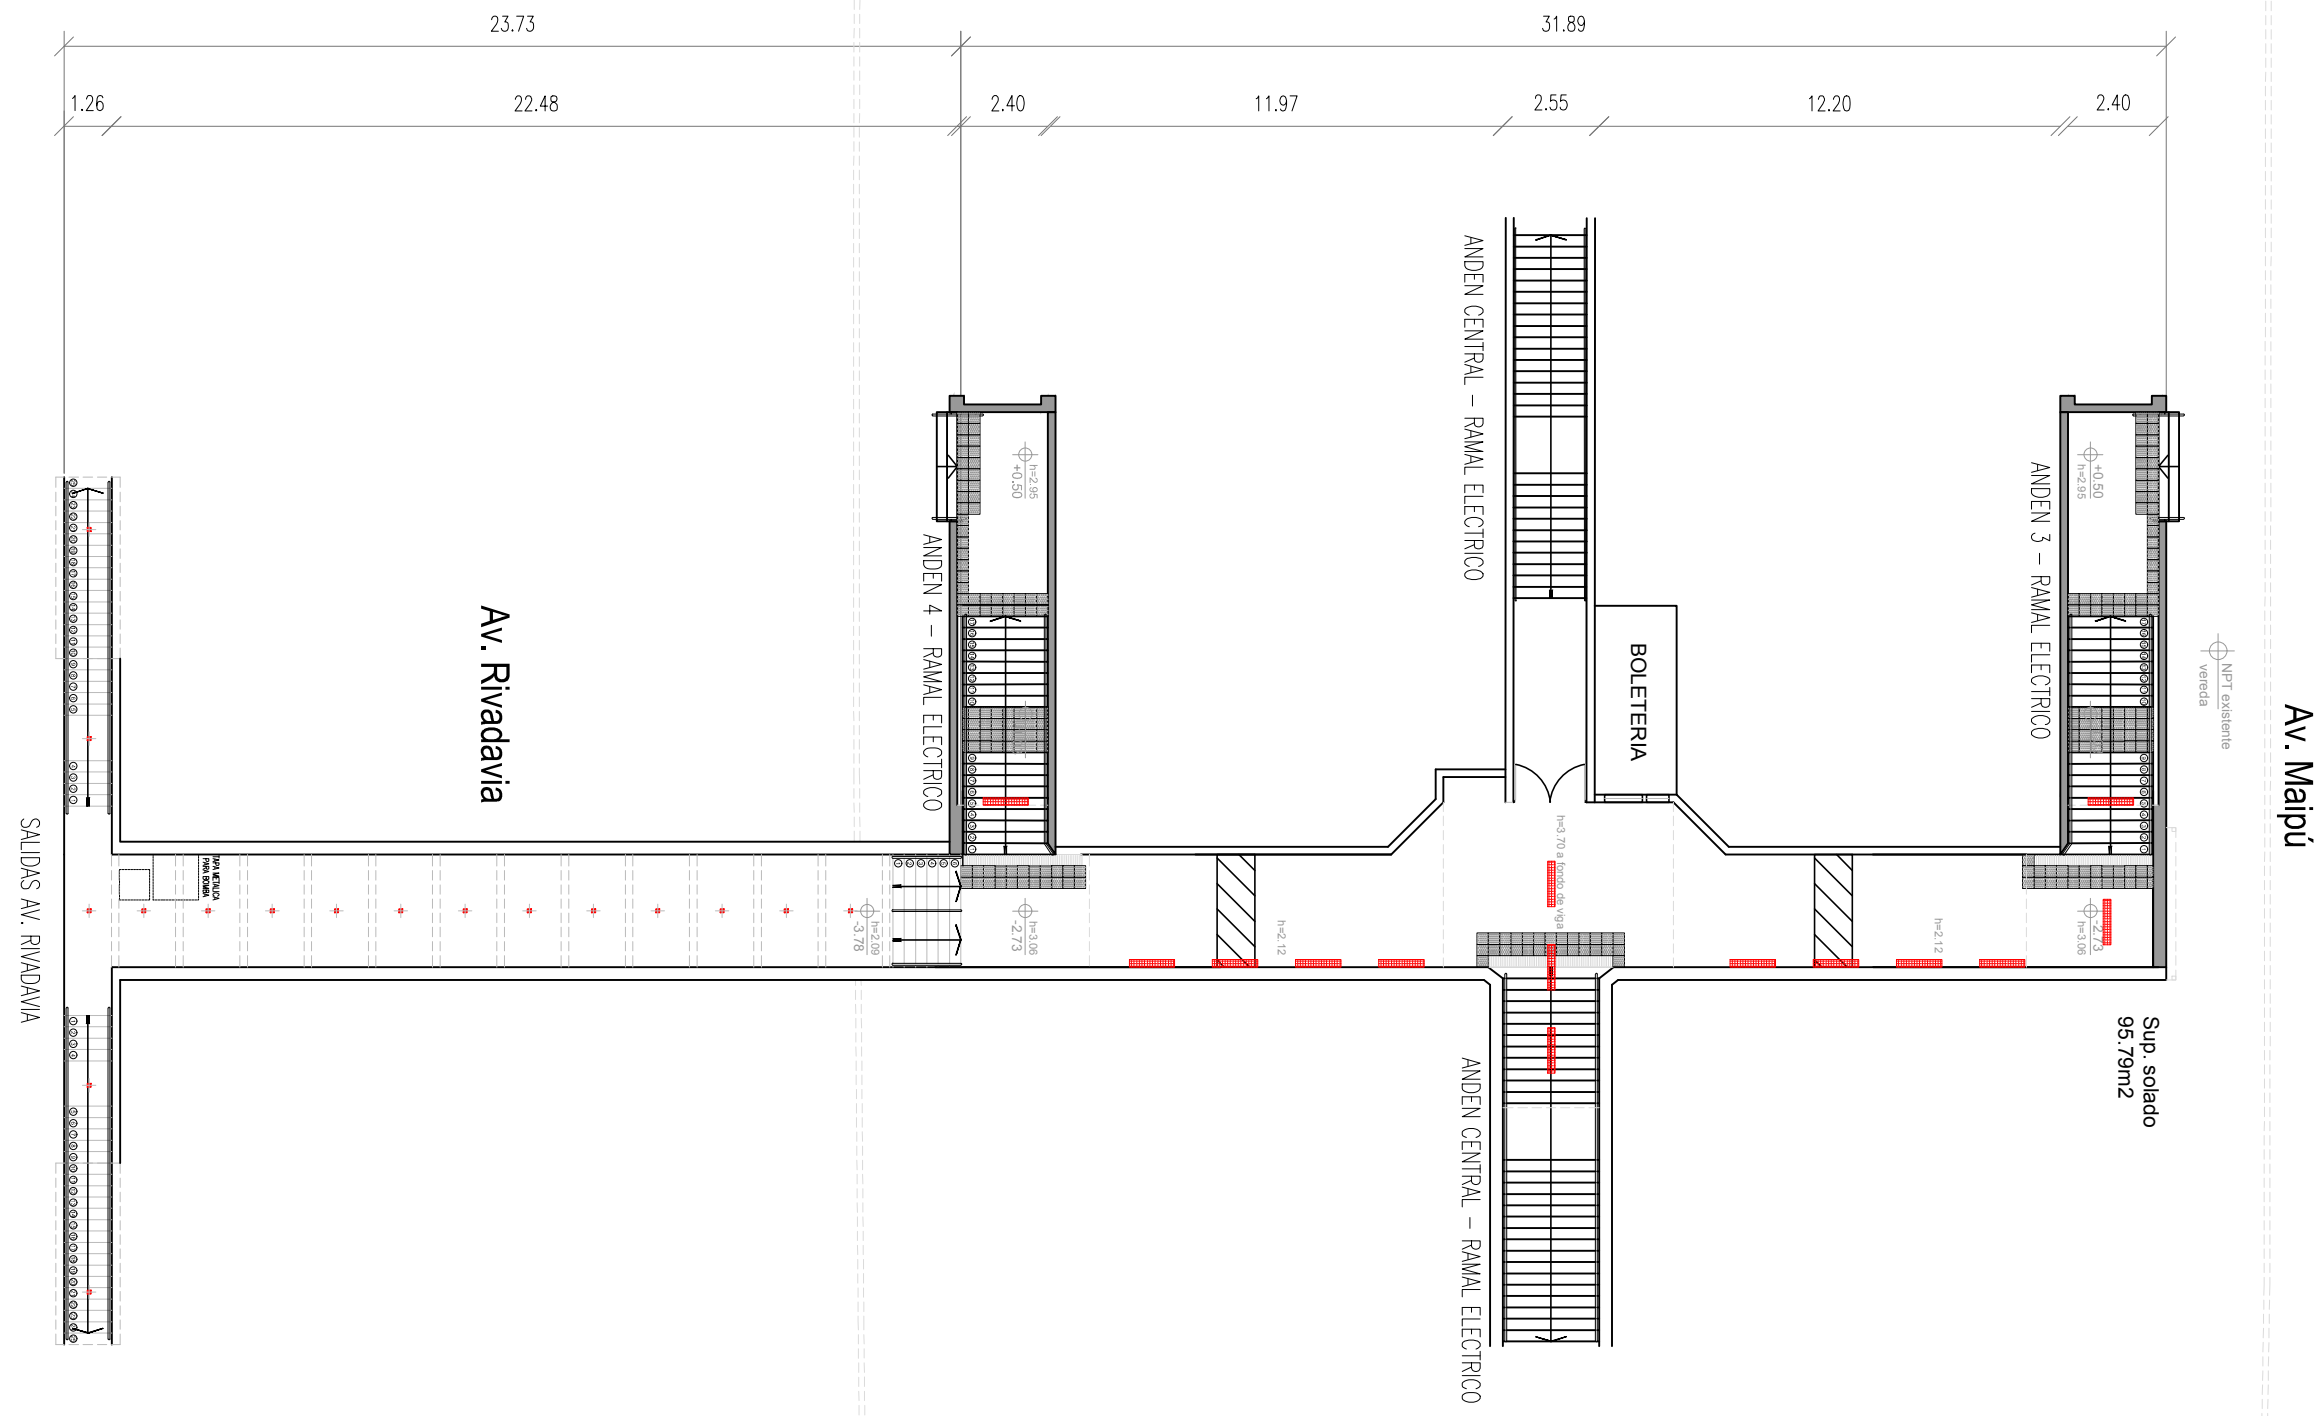 23.73
31.89
1.26
22.48
2.40
11.97
2.55
12.20
2.40
ANDEN CENTRAL - RAMAL ELECTRICO
ANDEN 4 - RAMAL ELECTRICO
ANDEN 3 - RAMAL ELECTRICO
h=2.95
+0.50
+0.50
h=2.95
Av. Rivadavia
BOLETERIA
NPT existente
vereda
Av. Maipú
SALIDAS AV. RIVADAVIA
TAPA METALICA
PARA BOMBA
h=2.09
-3.78
h=3.06
-2.73
h=2.12
h=3.70 a fondo de viga
h=2.12
-2.73
h=3.06
Sup. solado
95.79m2
ANDEN CENTRAL - RAMAL ELECTRICO